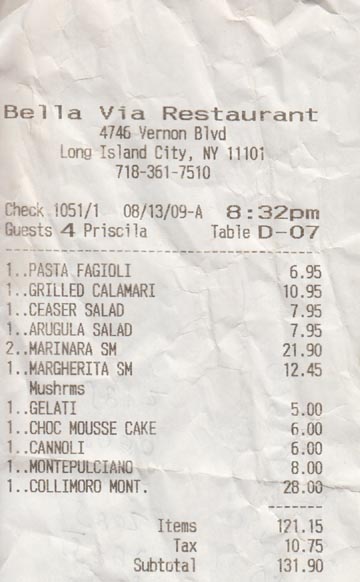 Bella Via Restaurant
4746 Vernon Blvd
Long Island City, NY 11101
718-361-7510
Check 1051/1 08/13/09-A 8:32pm
Guests 4 Priscila Table D-07
1..PASTA FAGIOLI 6.95
1..GRILLED CALAMARI 10.95
1..CEASER SALAD 7.95
1..ARUGULA SALAD 7.95
2..MARINARA SM 21.90
1..MARGHERITA SM 12.45
Mushrms
1..GELATI 5.00
1..CHOC MOUSSE CAKE 6.00
1..CANNOLI 6.00
1..MONTEPULCIANO 8.00
1..COLLIMORO MONT. 28.00
Items 121.15
Tax 10.75
Subtotal 131.90